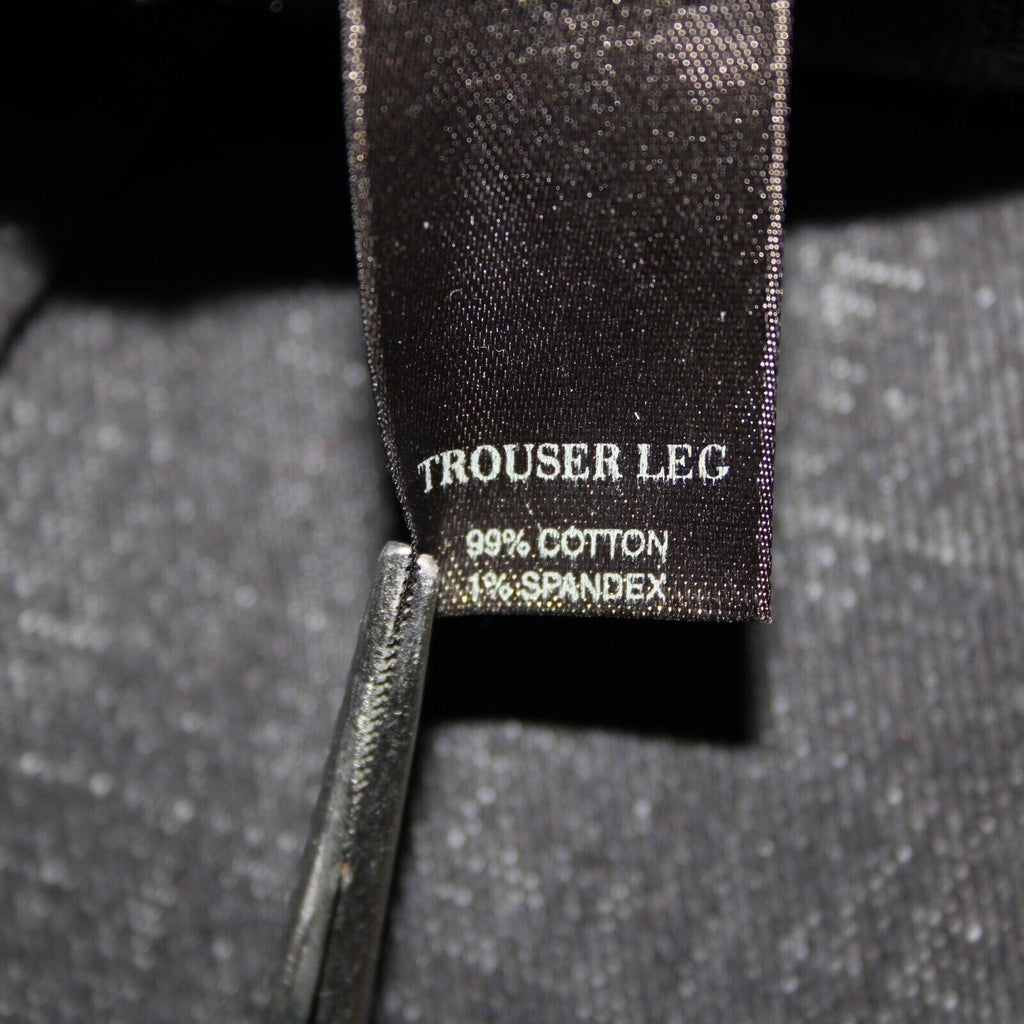 TROUSER LEG
99% COTTON
1% SPANDEX